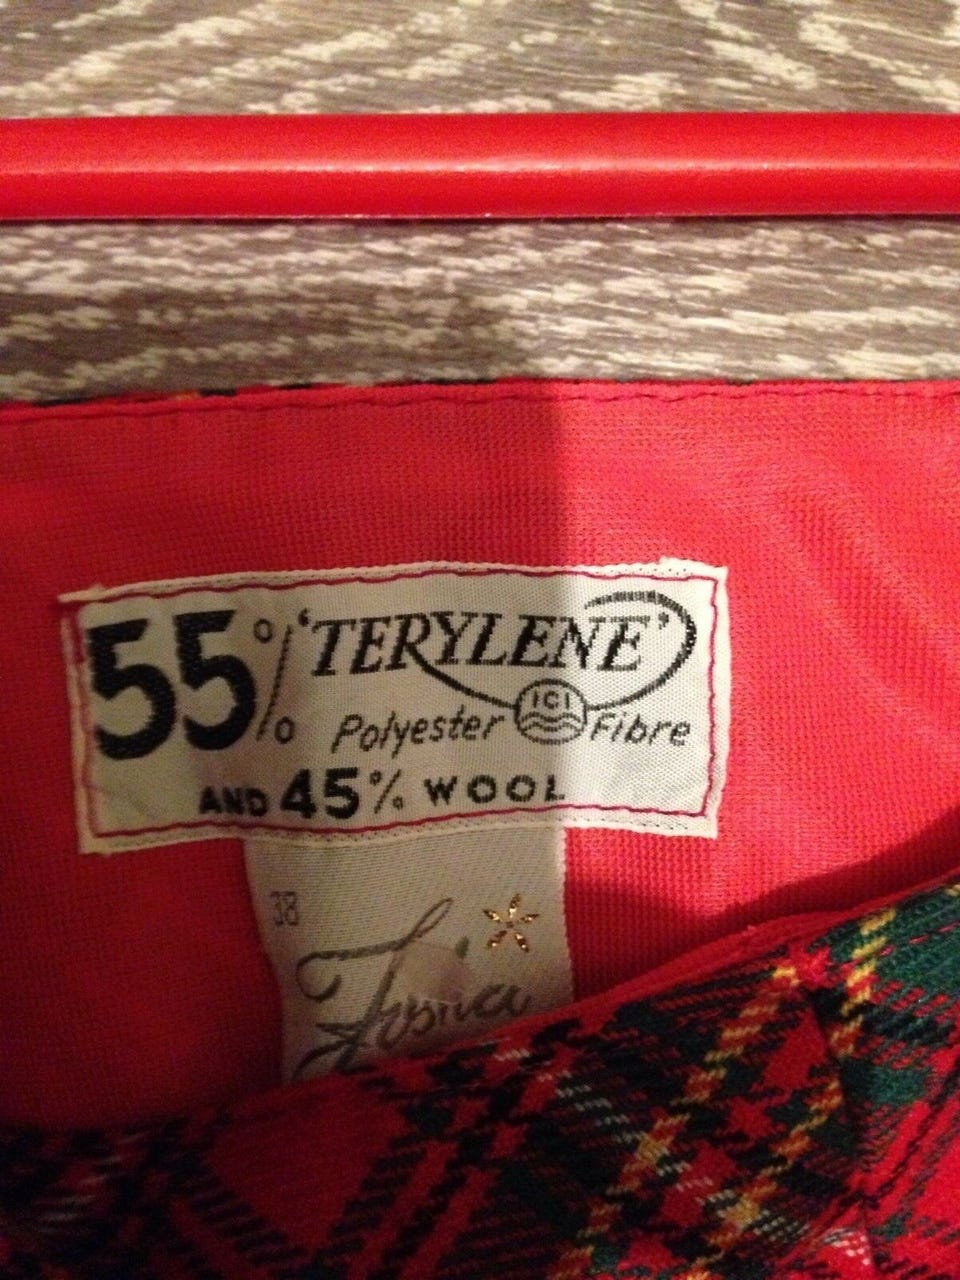 55% 'TERYLENE'
Polyester ICI Fibre
AND 45% WOOL
38